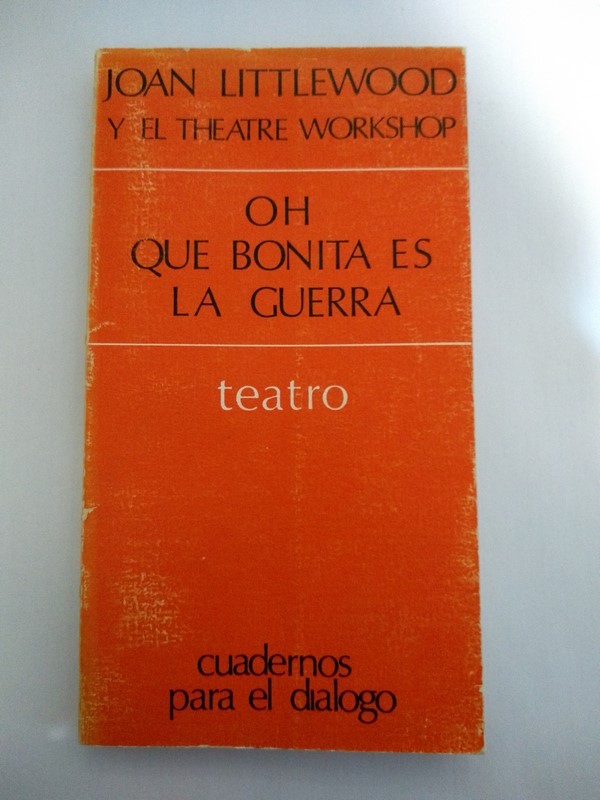 JOAN LITTLEWOOD
Y EL THEATRE WORKSHOP
OH
QUE BONITA ES
LA GUERRA
teatro
cuadernos
para el dialogo